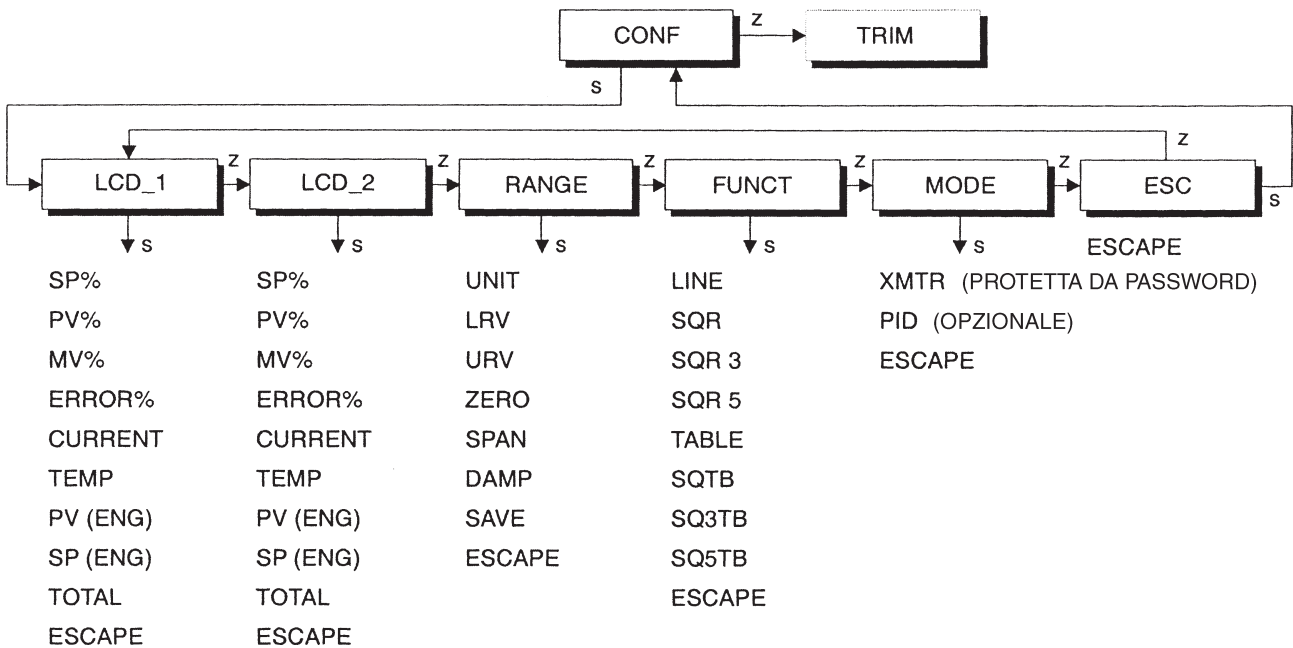 CONF
z
TRIM
s
z
LCD_1
z
LCD_2
z
RANGE
z
FUNCT
z
MODE
z
ESC
s
s
s
s
s
s
ESCAPE
SP%
PV%
MV%
ERROR%
CURRENT
TEMP
PV (ENG)
SP (ENG)
TOTAL
ESCAPE
SP%
PV%
MV%
ERROR%
CURRENT
TEMP
PV (ENG)
SP (ENG)
TOTAL
ESCAPE
UNIT
LRV
URV
ZERO
SPAN
DAMP
SAVE
ESCAPE
LINE
SQR
SQR 3
SQR 5
TABLE
SQTB
SQ3TB
SQ5TB
ESCAPE
XMTR (PROTETTA DA PASSWORD)
PID (OPZIONALE)
ESCAPE